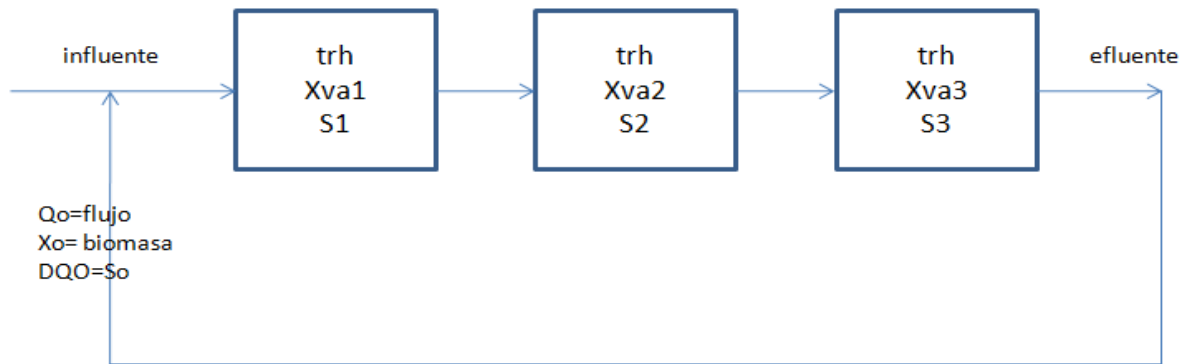 influente
trh
Xva1
S1
trh
Xva2
S2
trh
Xva3
S3
efluente
Qo=flujo
Xo= biomasa
DQO=So